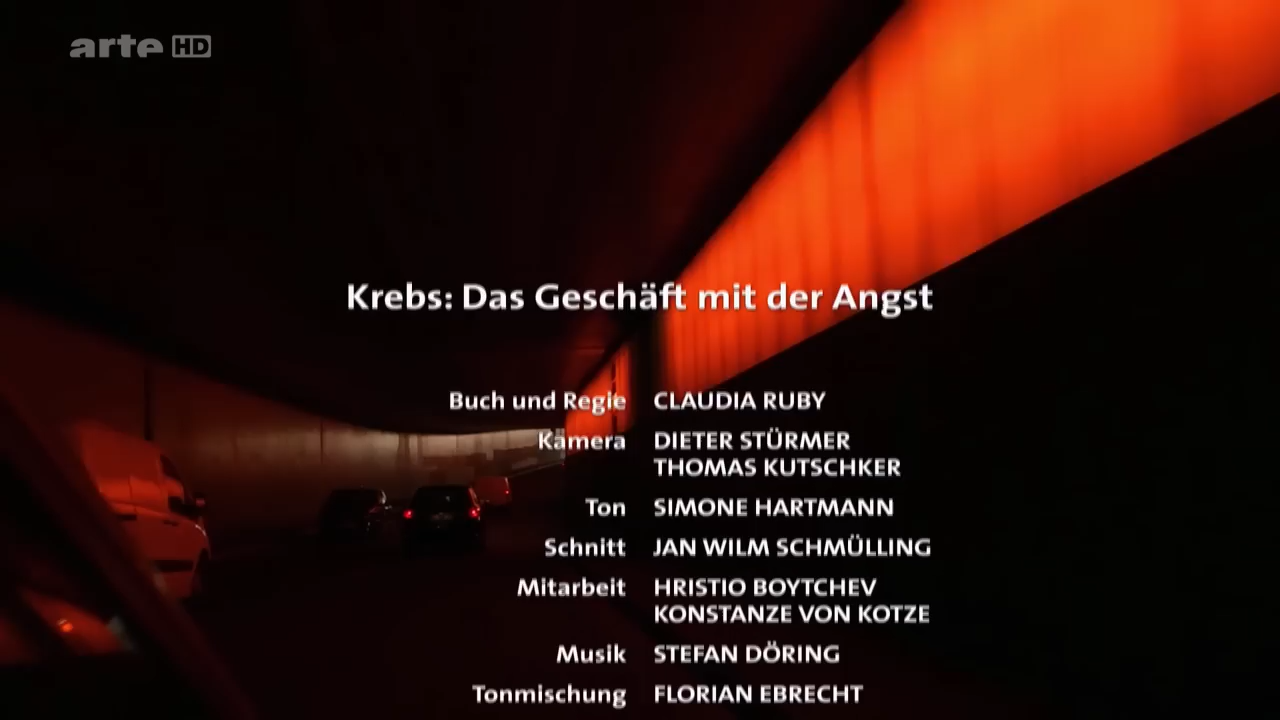 arte HD
Krebs: Das Geschäft mit der Angst
Buch und Regie CLAUDIA RUBY
Kamera DIETER STÜRMER
THOMAS KUTSCHKER
Ton SIMONE HARTMANN
Schnitt JAN WILM SCHMÜLLING
Mitarbeit HRISTIO BOYTCHEV
KONSTANZE VON KOTZE
Musik STEFAN DÖRING
Tonmischung FLORIAN EBRECHT